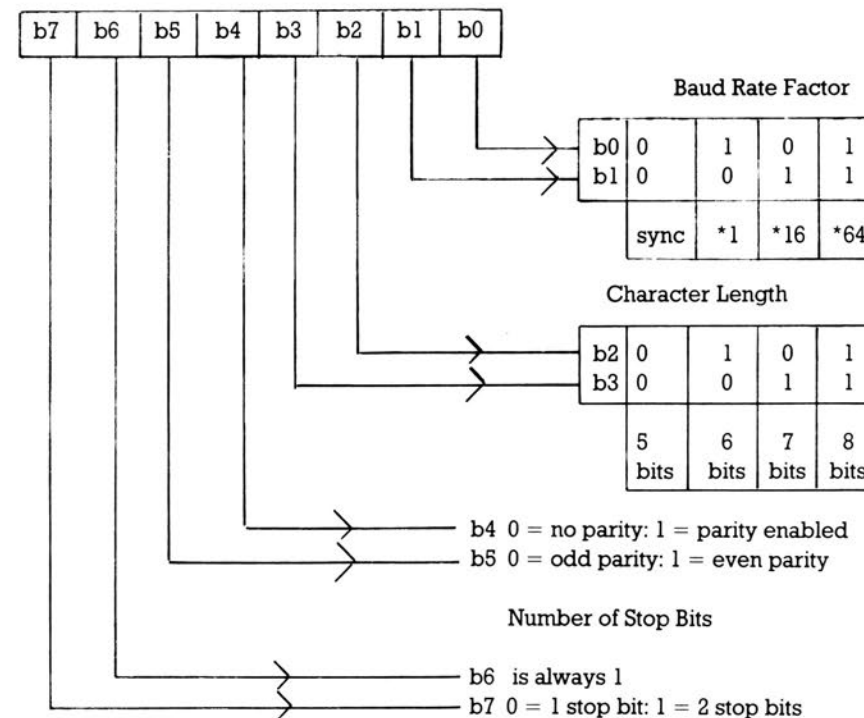 b7 b6 b5 b4 b3 b2 b1 b0
Baud Rate Factor
b0 0 1 0 1
b1 0 0 1 1
sync *1 *16 *64
Character Length
b2 0 1 0 1
b3 0 0 1 1
5 6 7 8
bits bits bits bits
b4 0 = no parity: 1 = parity enabled
b5 0 = odd parity: 1 = even parity
Number of Stop Bits
b6 is always 1
b7 0 = 1 stop bit: 1 = 2 stop bits